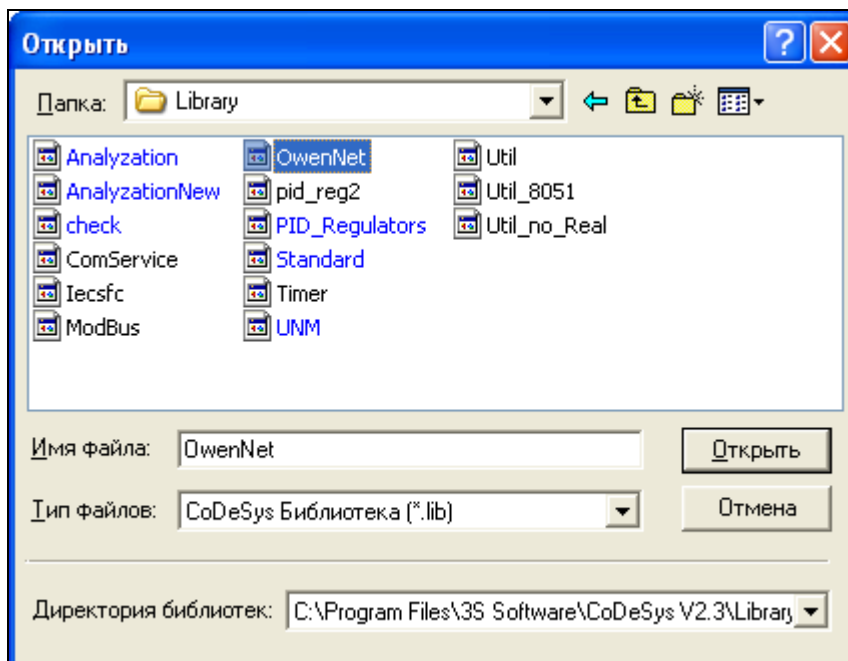 Открыть
Папка: Library
Analyzation OwenNet Util
AnalyzationNew pid_reg2 Util_8051
check PID_Regulators Util_no_Real
ComService Standard
Iecsfc Timer
ModBus UNM
Имя файла: OwenNet Открыть
Тип файлов: CoDeSys Библиотека (*.lib) Отмена
Директория библиотек: C:\Program Files\3S Software\CoDeSys V2.3\Library